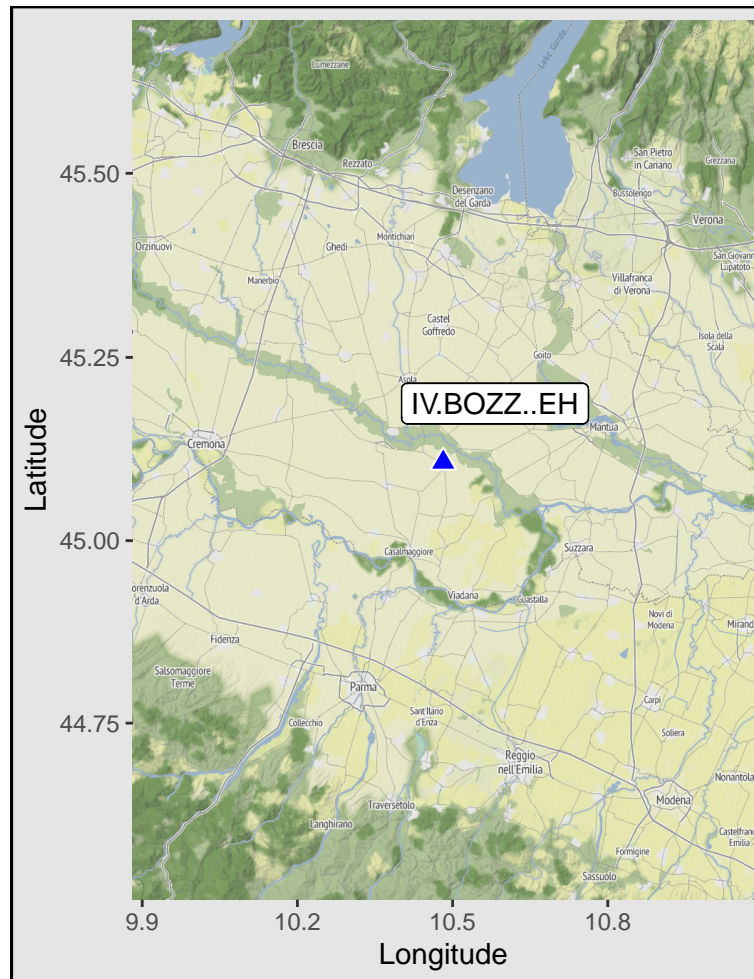 Lake Garda
Lumezzane
Brescia
Rezzato
San Pietro
in Cariano
Grezzana
Desenzano
del Garda
Bussolengo
Verona
Orzinuovi
Ghedi
Montichiari
San Giovanni
Lupatoto
Manerbio
Villafranca
di Verona
Castel
Goffredo
Isola della
Scala
Goito
Asola
IV.BOZZ..EH
Mantua
Cremona
Casalmaggiore
Suzzara
Viadana
Guastalla
orenzuola
d'Arda
Novi di
Modena
Mirand
Fidenza
Salsomaggiore
Terme
Parma
Carpi
Collecchio
Sant'Ilario
d'Enza
Soliera
Reggio
nell'Emilia
Nonantola
Modena
Traversetolo
Langhirano
Castelfranc
Emilia
Formigine
Sassuolo
45.50
45.25
45.00
44.75
Latitude
9.9
10.2
10.5
10.8
Longitude